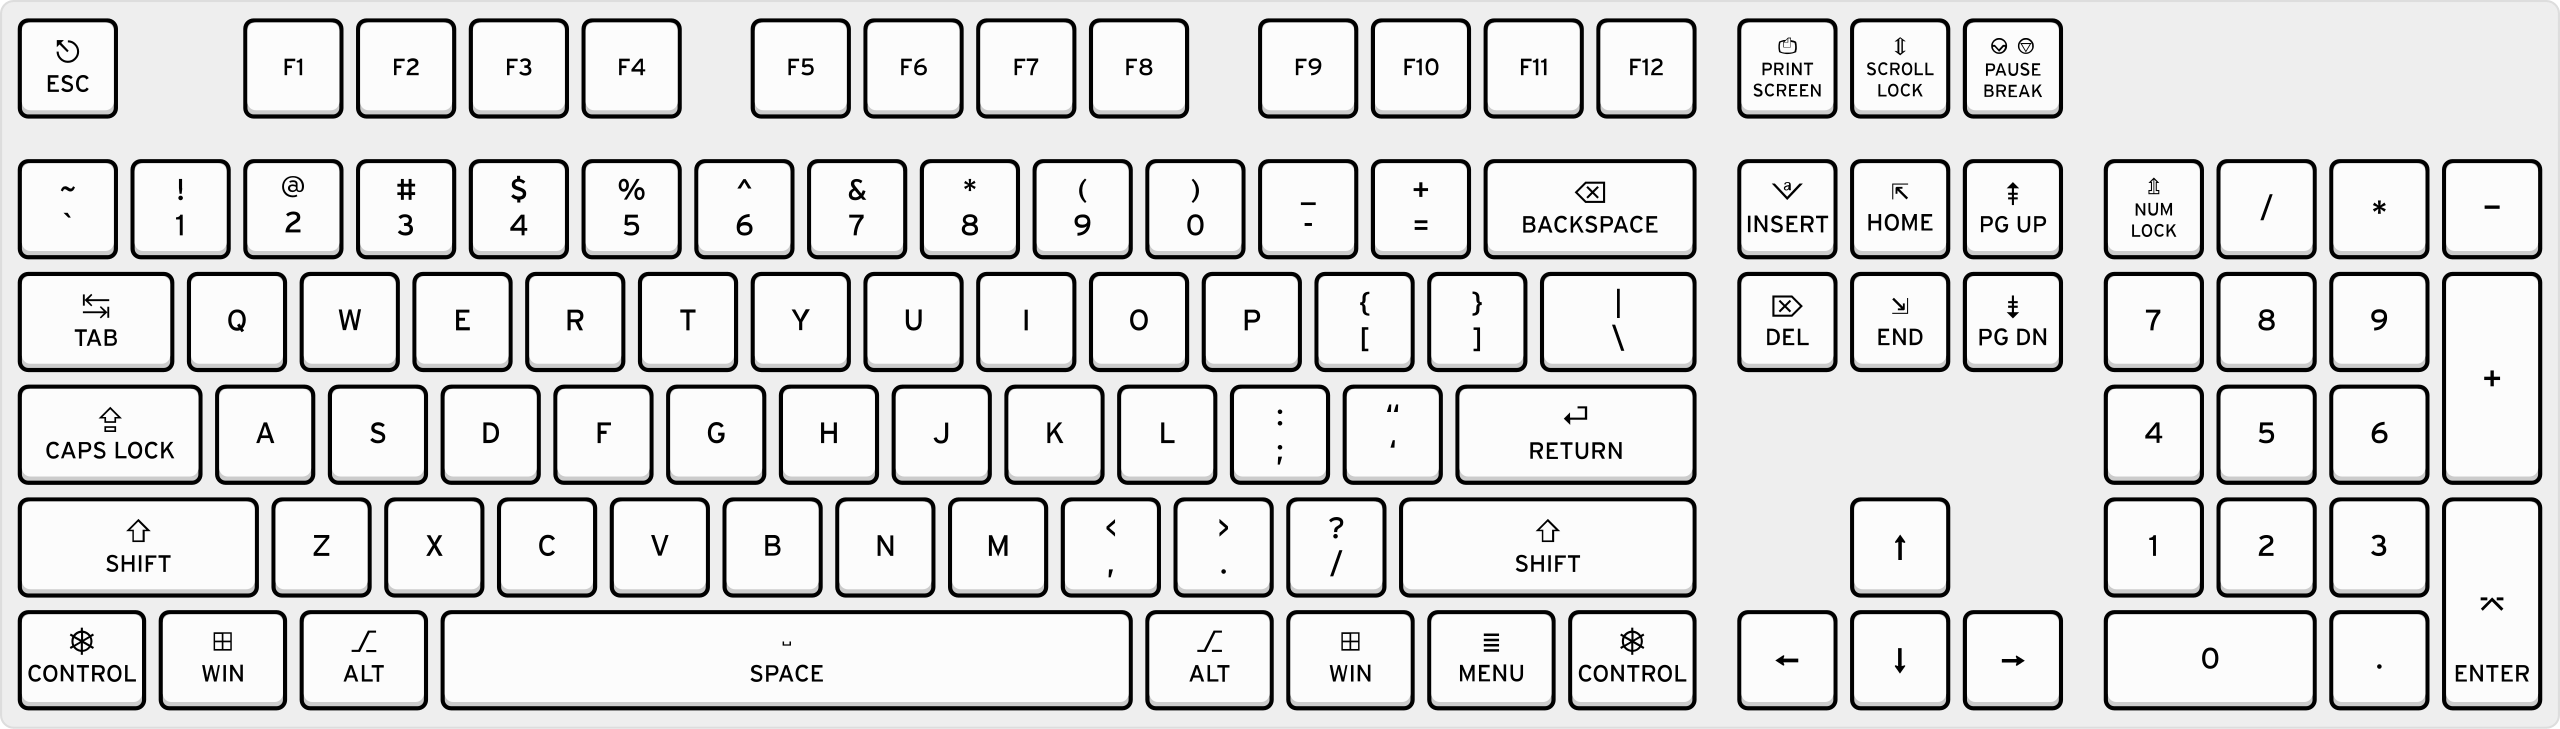 ESC F1 F2 F3 F4 F5 F6 F7 F8 F9 F10 F11 F12 PRINT SCREEN SCROLL LOCK PAUSE BREAK
~ ` ! 1 @ 2 # 3 $ 4 % 5 ^ 6 & 7 * 8 ( 9 ) 0 _ - + = BACKSPACE INSERT HOME PG UP NUM LOCK / * -
TAB Q W E R T Y U I O P { [ } ] | \ DEL END PG DN 7 8 9 +
CAPS LOCK A S D F G H J K L : ; “ ‘ RETURN 4 5 6
SHIFT Z X C V B N M < , > . ? / SHIFT ↑ 1 2 3 ENTER
CONTROL WIN ALT SPACE ALT WIN MENU CONTROL ← ↓ → 0 .